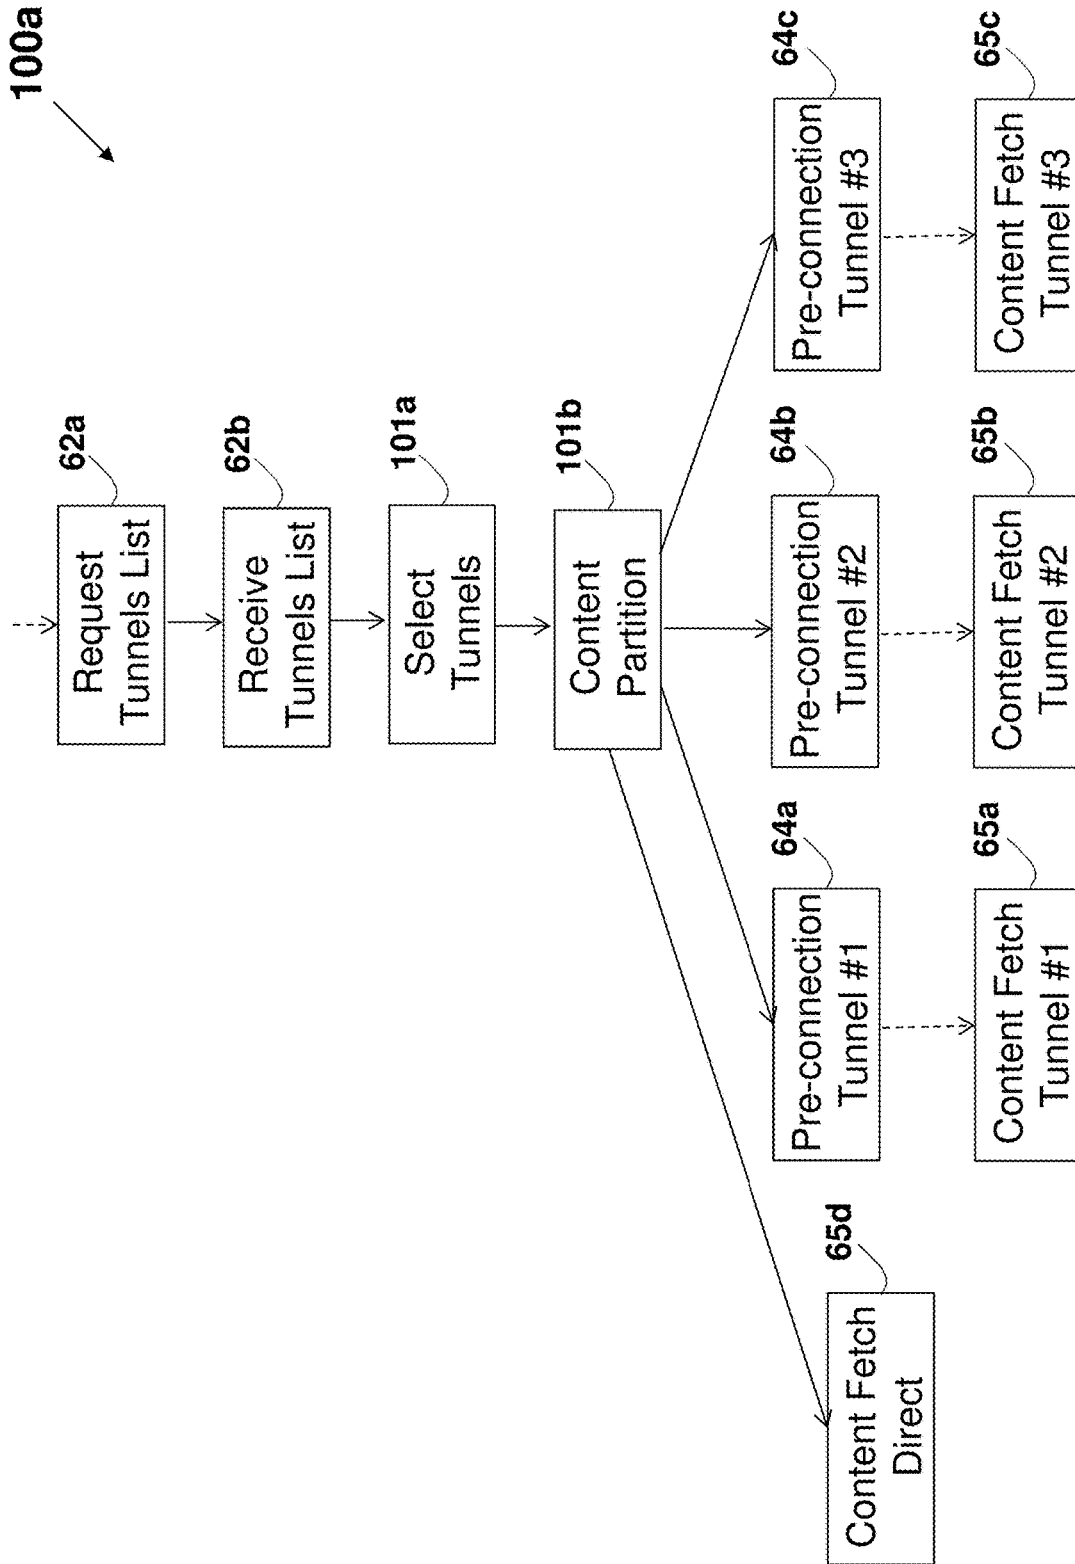 100a
62a
Request
Tunnels List
62b
Receive
Tunnels List
101a
Select
Tunnels
101b
Content
Partition
64a
Pre-connection
Tunnel #1
64b
Pre-connection
Tunnel #2
64c
Pre-connection
Tunnel #3
65d
Content Fetch
Direct
65a
Content Fetch
Tunnel #1
65b
Content Fetch
Tunnel #2
65c
Content Fetch
Tunnel #3